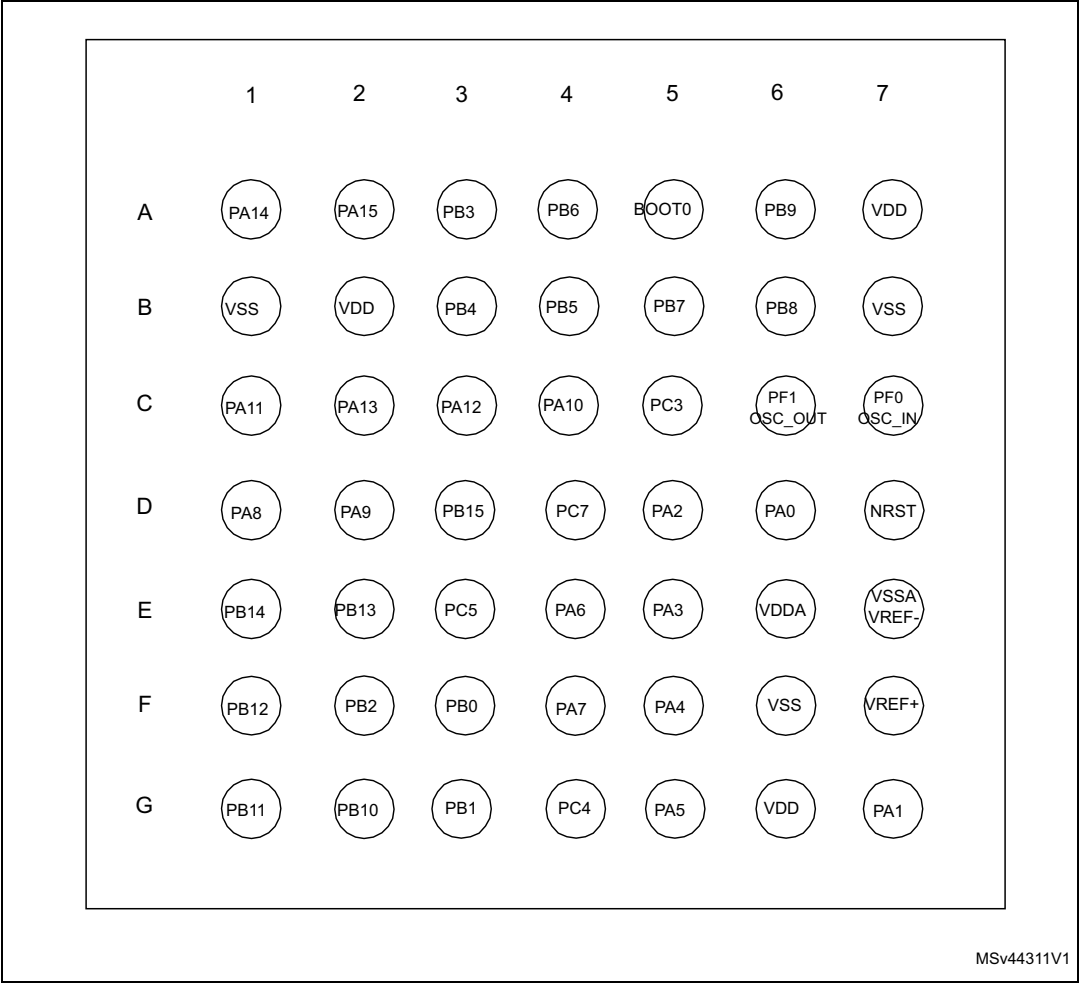 1 2 3 4 5 6 7
A PA14 PA15 PB3 PB6 BOOT0 PB9 VDD
B VSS VDD PB4 PB5 PB7 PB8 VSS
C PA11 PA13 PA12 PA10 PC3 PF1 PF0
OSC_OUT OSC_IN
D PA8 PA9 PB15 PC7 PA2 PA0 NRST
E PB14 PB13 PC5 PA6 PA3 VDDA VSSA
VREF-
F PB12 PB2 PB0 PA7 PA4 VSS VREF+
G PB11 PB10 PB1 PC4 PA5 VDD PA1
MSv44311V1